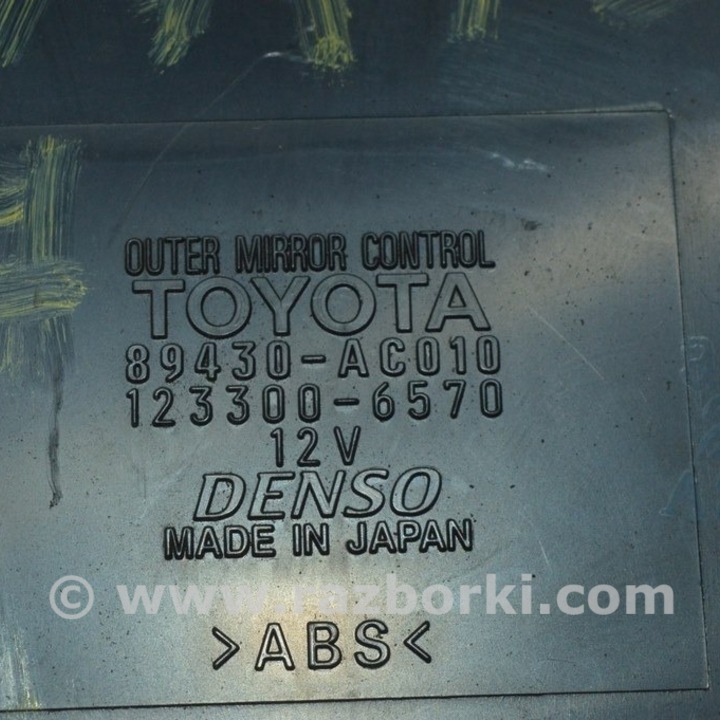 OUTER MIRROR CONTROL
TOYOTA
89430-AC010
123300-6570
12V
DENSO
MADE IN JAPAN
© www.razborki.com
>ABS<